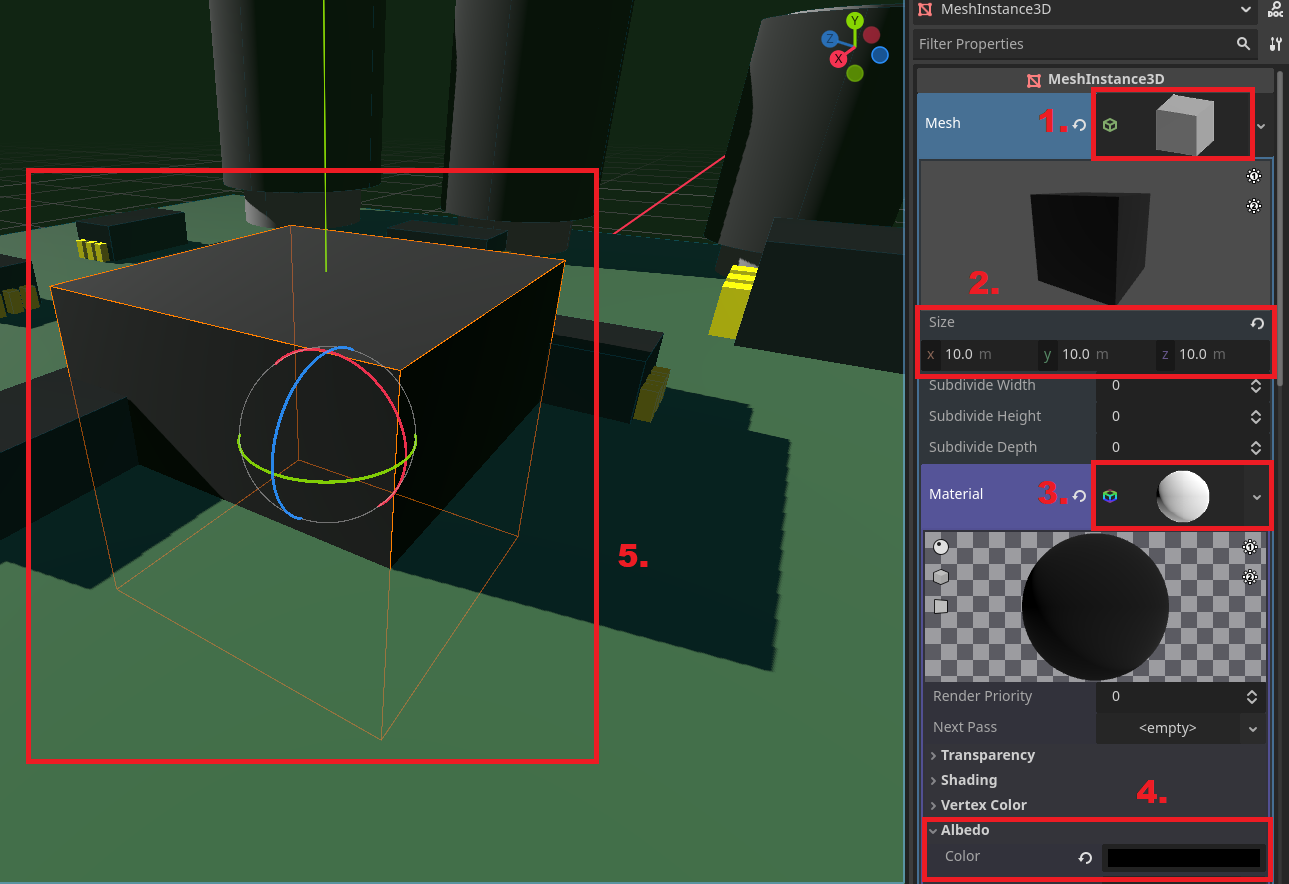 MeshInstance3D
DOC
Y
Z
X
Filter Properties
MeshInstance3D
Mesh
1.
2.
Size
x 10.0 m y 10.0 m z 10.0 m
Subdivide Width 0
Subdivide Height 0
Subdivide Depth 0
Material
3.
5.
Render Priority 0
Next Pass <empty>
Transparency
Shading
Vertex Color
4.
Albedo
Color